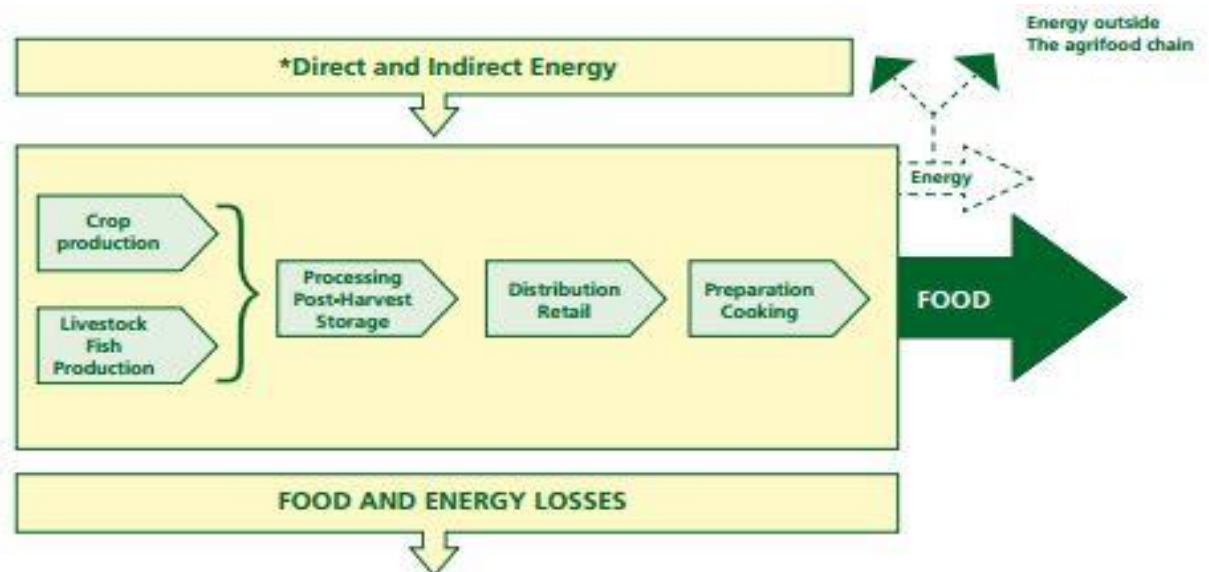 Energy outside
The agrifood chain
*Direct and Indirect Energy
Energy
Crop
production
Livestock
Fish
Production
Processing
Post-Harvest
Storage
Distribution
Retail
Preparation
Cooking
FOOD
FOOD AND ENERGY LOSSES